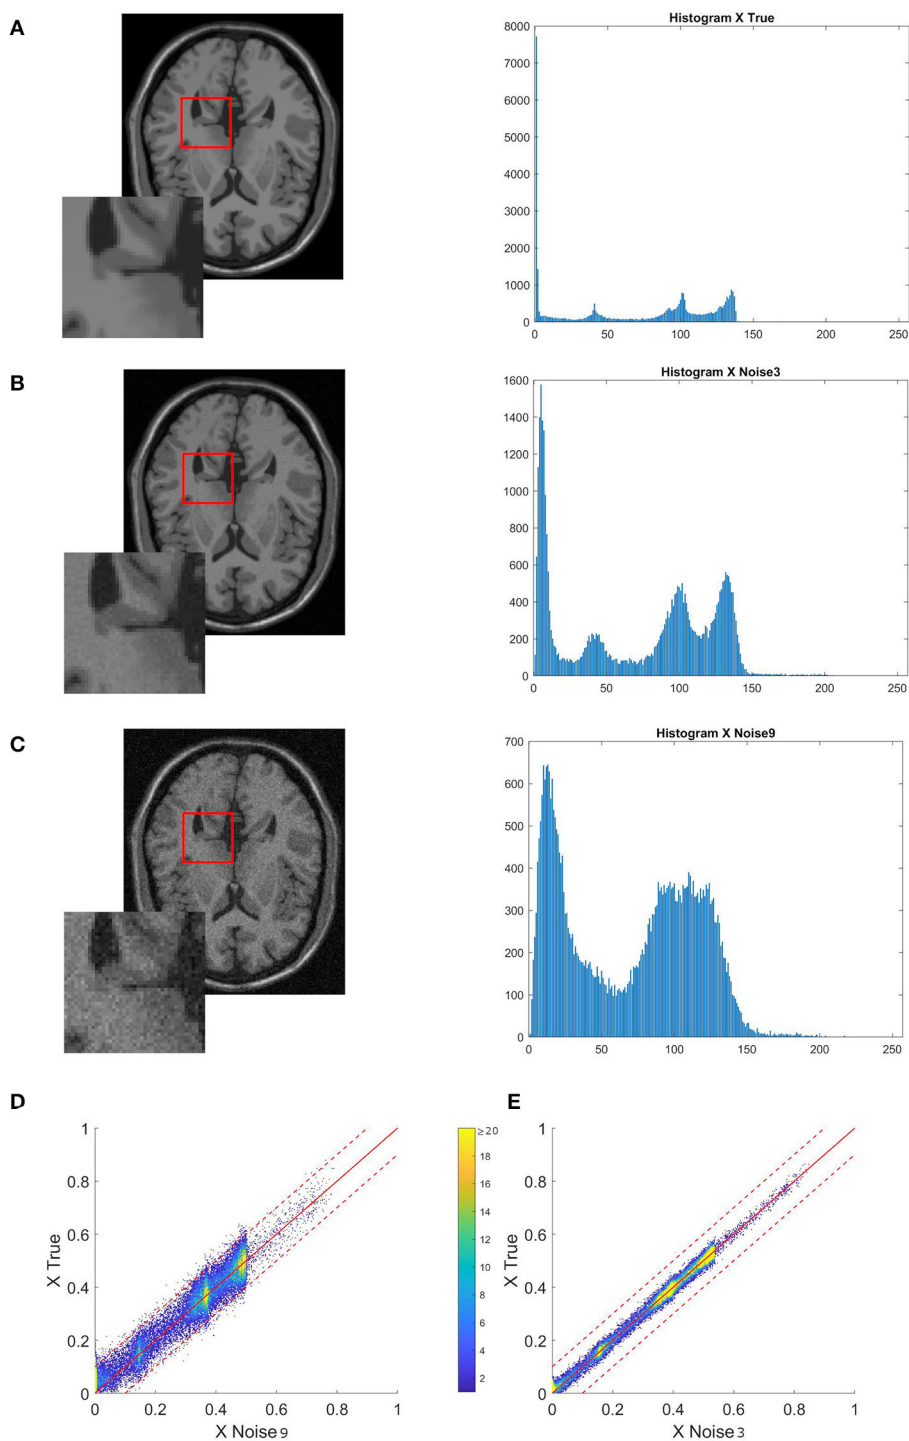 A
Histogram X True
8000
7000
6000
5000
4000
3000
2000
1000
0
0 50 100 150 200 250
B
Histogram X Noise3
1600
1400
1200
1000
800
600
400
200
0
0 50 100 150 200 250
C
Histogram X Noise9
700
600
500
400
300
200
100
0
0 50 100 150 200 250
D
1
0.8
0.6
0.4
0.2
0
X True
0 0.2 0.4 0.6 0.8 1
X Noise 9
≥20
18
16
14
12
10
8
6
4
2
E
1
0.8
0.6
0.4
0.2
0
X True
0 0.2 0.4 0.6 0.8 1
X Noise 3